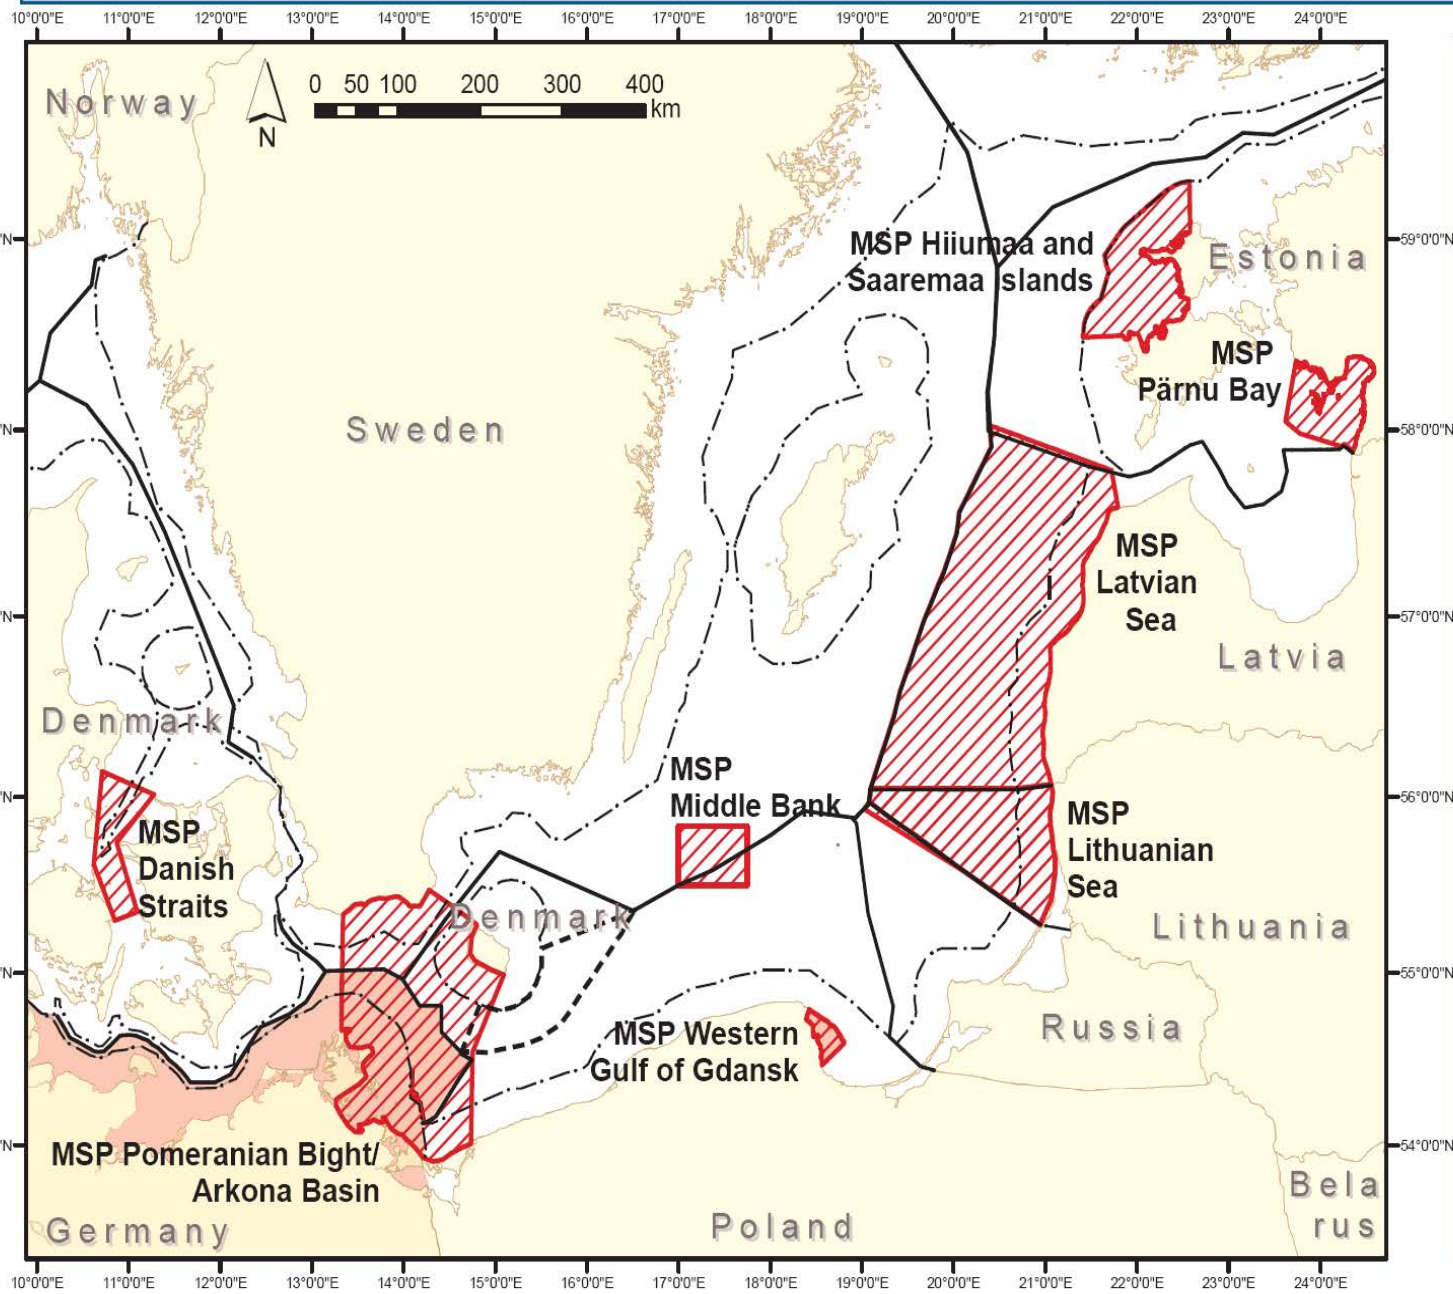 10°0'0"E 11°0'0"E 12°0'0"E 13°0'0"E 14°0'0"E 15°0'0"E 16°0'0"E 17°0'0"E 18°0'0"E 19°0'0"E 20°0'0"E 21°0'0"E 22°0'0"E 23°0'0"E 24°0'0"E
Norway
N
0 50 100 200 300 400
km
"N
59°0'0"N
MSP Hiiumaa and
Saaremaa Islands
Estonia
MSP
Pärnu Bay
Sweden
"N
58°0'0"N
MSP
Latvian
Sea
"N
57°0'0"N
Latvia
Denmark
MSP
Middle Bank
"N
56°0'0"N
MSP
Danish
Straits
MSP
Lithuanian
Sea
Denmark
Lithuania
"N
55°0'0"N
MSP Western
Gulf of Gdansk
Russia
"N
54°0'0"N
MSP Pomeranian Bight/
Arkona Basin
Germany
Poland
Bela
rus
10°0'0"E 11°0'0"E 12°0'0"E 13°0'0"E 14°0'0"E 15°0'0"E 16°0'0"E 17°0'0"E 18°0'0"E 19°0'0"E 20°0'0"E 21°0'0"E 22°0'0"E 23°0'0"E 24°0'0"E